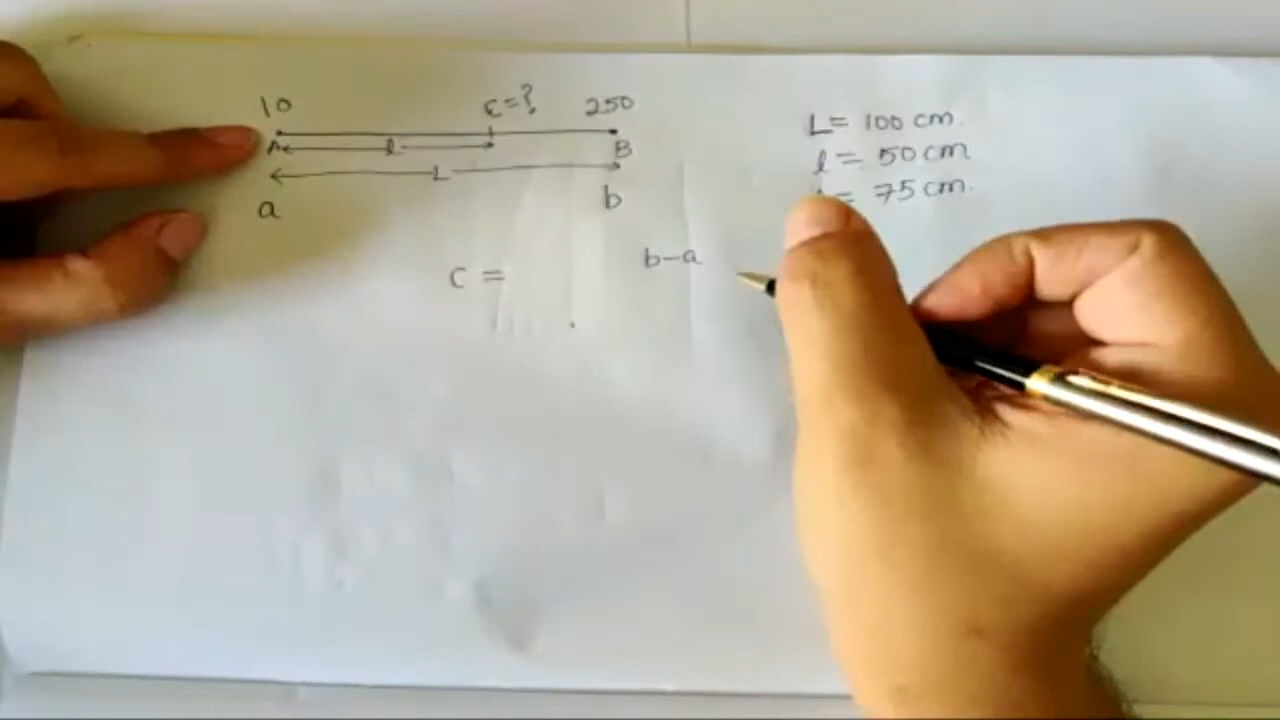 10 c=? 250
A l B
L
a b
L= 100 cm.
l = 50 cm
= 75 cm.
b-a
c =